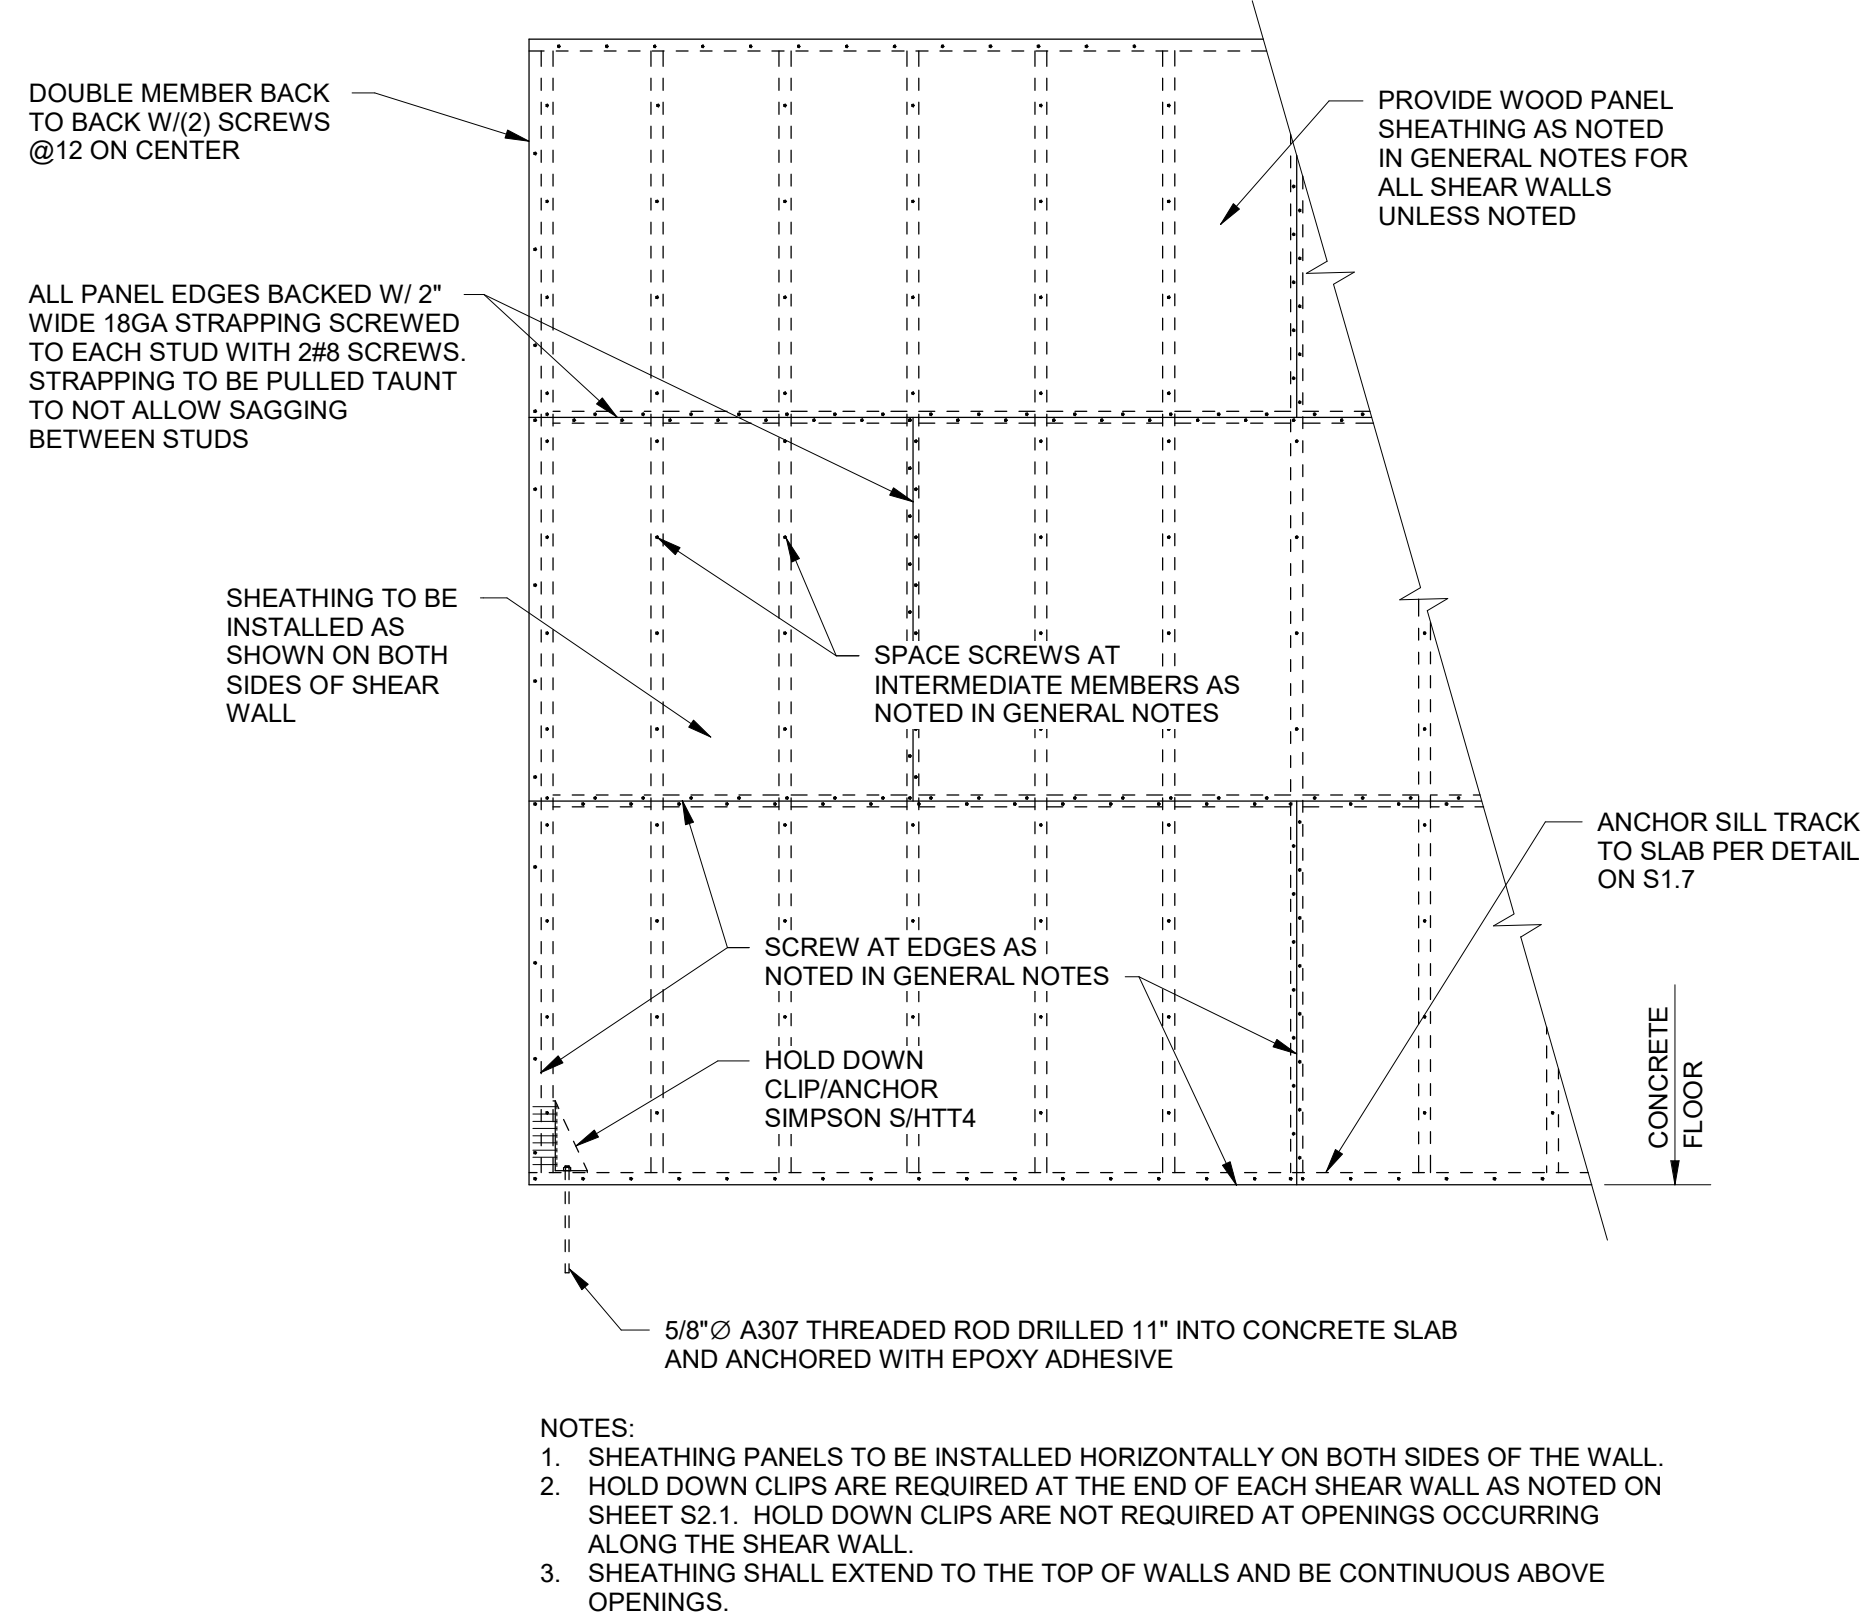 DOUBLE MEMBER BACK
TO BACK W/(2) SCREWS
@12 ON CENTER
PROVIDE WOOD PANEL
SHEATHING AS NOTED
IN GENERAL NOTES FOR
ALL SHEAR WALLS
UNLESS NOTED
ALL PANEL EDGES BACKED W/ 2"
WIDE 18GA STRAPPING SCREWED
TO EACH STUD WITH 2#8 SCREWS.
STRAPPING TO BE PULLED TAUNT
TO NOT ALLOW SAGGING
BETWEEN STUDS
SHEATHING TO BE
INSTALLED AS
SHOWN ON BOTH
SIDES OF SHEAR
WALL
SPACE SCREWS AT
INTERMEDIATE MEMBERS AS
NOTED IN GENERAL NOTES
ANCHOR SILL TRACK
TO SLAB PER DETAIL
ON S1.7
SCREW AT EDGES AS
NOTED IN GENERAL NOTES
HOLD DOWN
CLIP/ANCHOR
SIMPSON S/HTT4
CONCRETE
FLOOR
5/8"∅ A307 THREADED ROD DRILLED 11" INTO CONCRETE SLAB
AND ANCHORED WITH EPOXY ADHESIVE
NOTES:
1. SHEATHING PANELS TO BE INSTALLED HORIZONTALLY ON BOTH SIDES OF THE WALL.
2. HOLD DOWN CLIPS ARE REQUIRED AT THE END OF EACH SHEAR WALL AS NOTED ON
SHEET S2.1. HOLD DOWN CLIPS ARE NOT REQUIRED AT OPENINGS OCCURRING
ALONG THE SHEAR WALL.
3. SHEATHING SHALL EXTEND TO THE TOP OF WALLS AND BE CONTINUOUS ABOVE
OPENINGS.